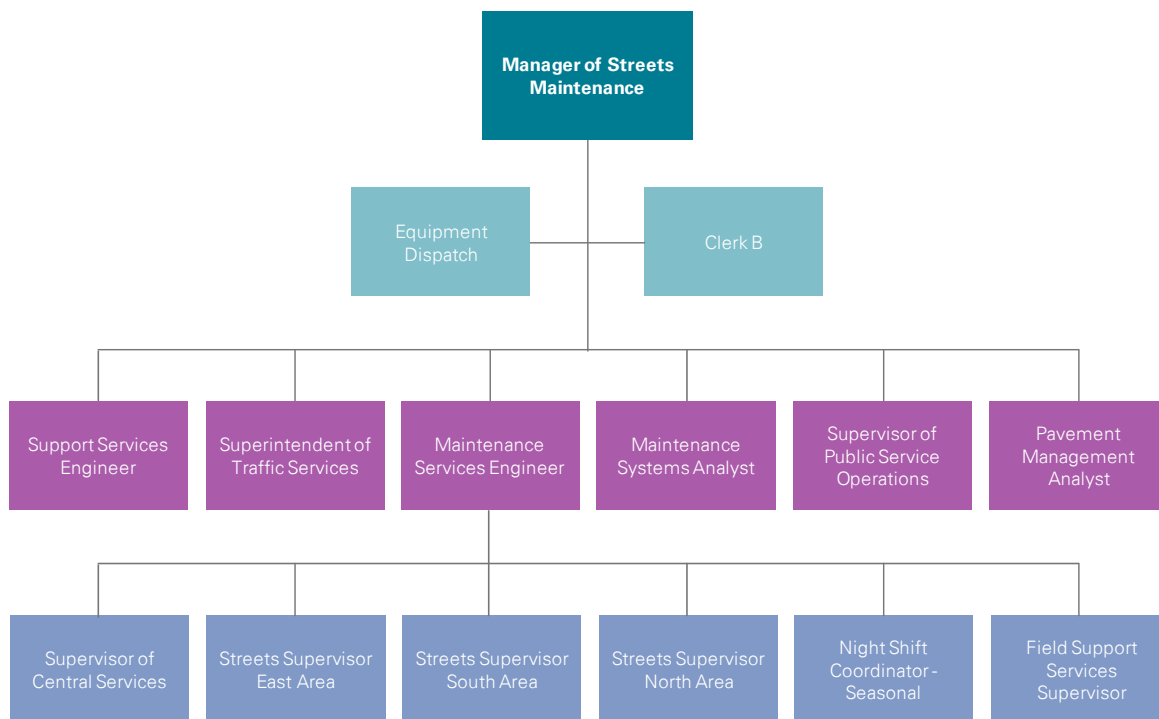 Manager of Streets
Maintenance
Equipment
Dispatch
Clerk B
Support Services
Engineer
Superintendent of
Traffic Services
Maintenance
Services Engineer
Maintenance
Systems Analyst
Supervisor of
Public Service
Operations
Pavement
Management
Analyst
Supervisor of
Central Services
Streets Supervisor
East Area
Streets Supervisor
South Area
Streets Supervisor
North Area
Night Shift
Coordinator -
Seasonal
Field Support
Services
Supervisor